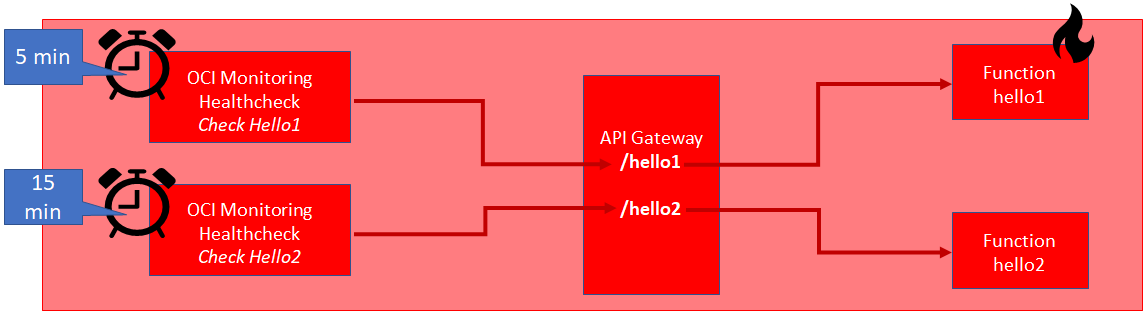 5 min
OCI Monitoring
Healthcheck
Check Hello1
15
min
OCI Monitoring
Healthcheck
Check Hello2
API Gateway
/hello1
/hello2
Function
hello1
Function
hello2